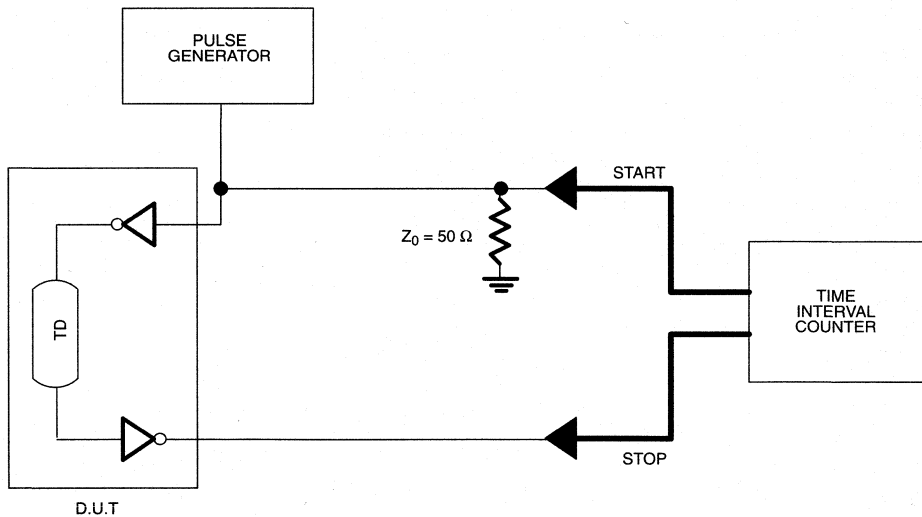 PULSE
GENERATOR
START
Z₀ = 50 Ω
TIME
INTERVAL
COUNTER
TD
STOP
D.U.T